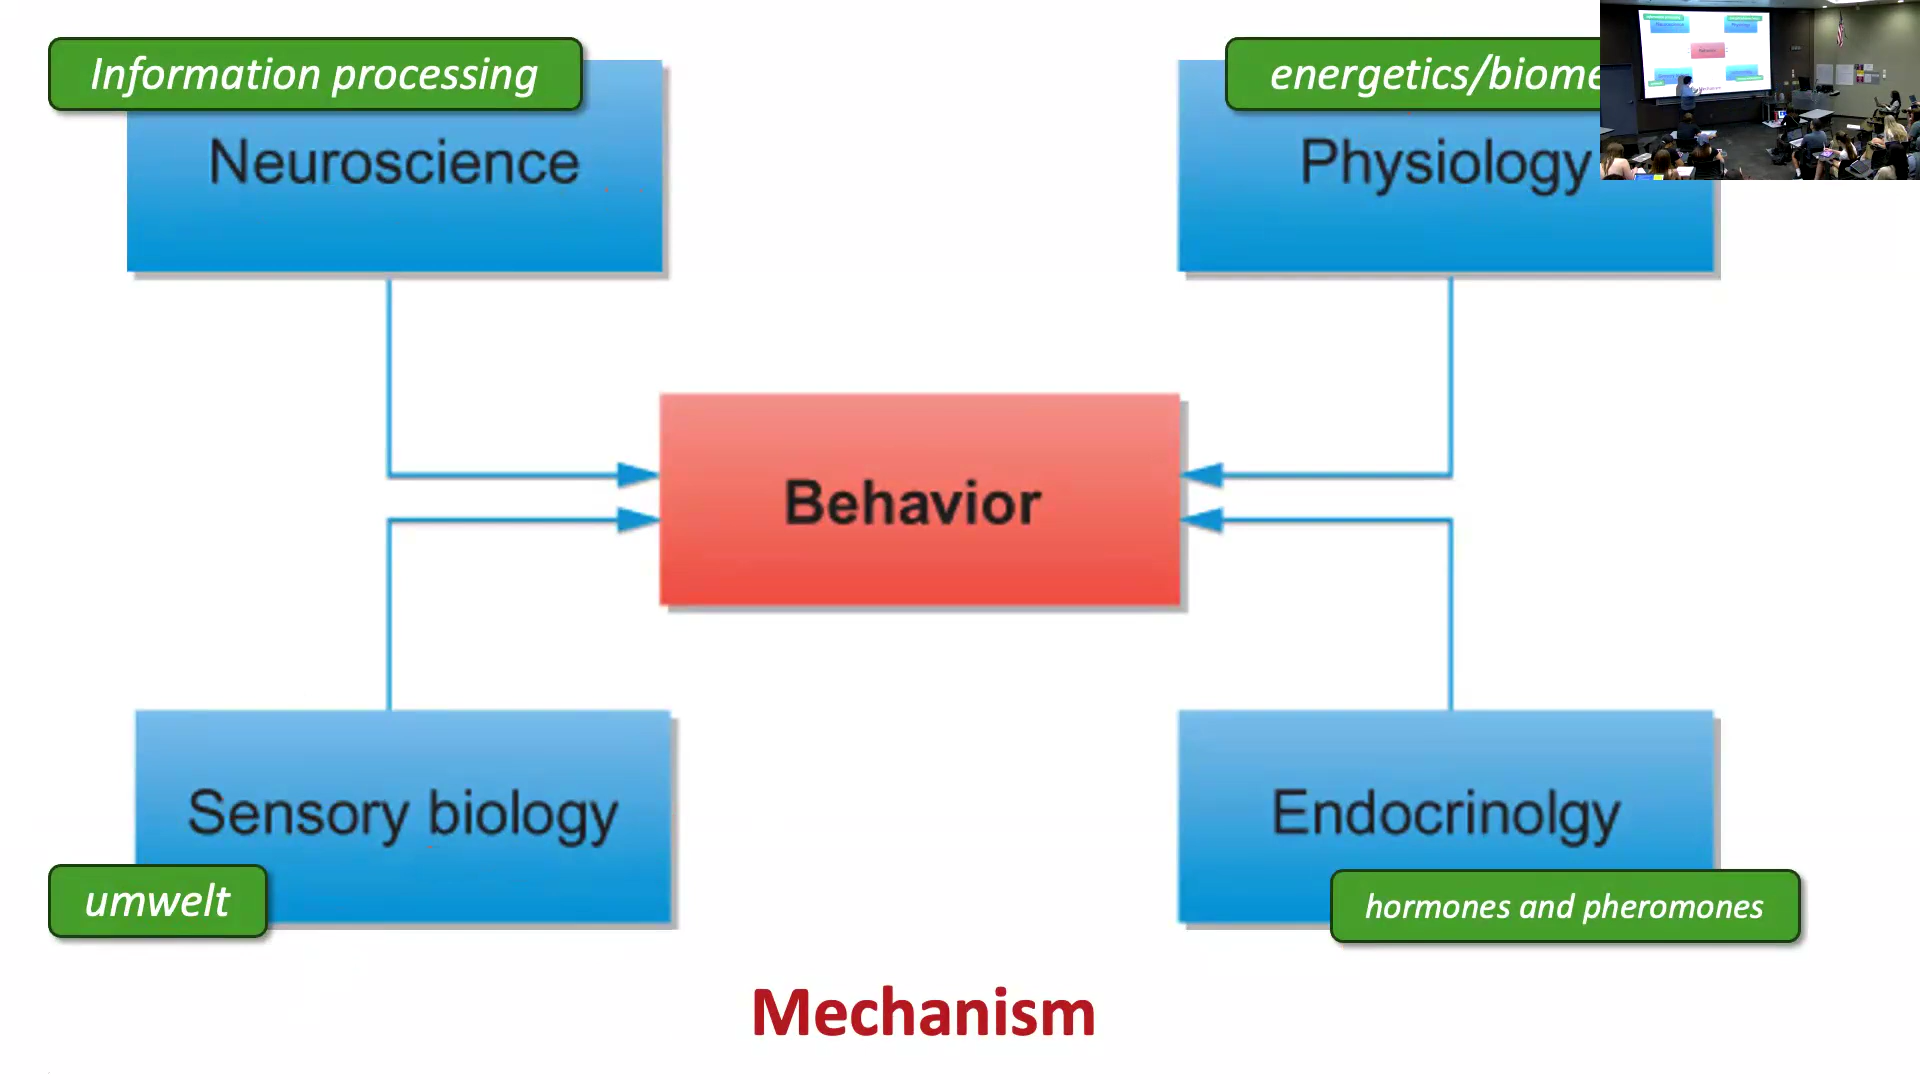 Information processing
Neuroscience
energetics/biome
Physiology
Behavior
Sensory biology
umwelt
Endocrinolgy
hormones and pheromones
Mechanism